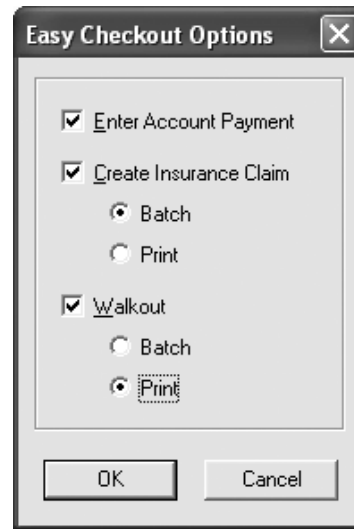 Easy Checkout Options
Enter Account Payment
Create Insurance Claim
Batch
Print
Walkout
Batch
Print
OK Cancel